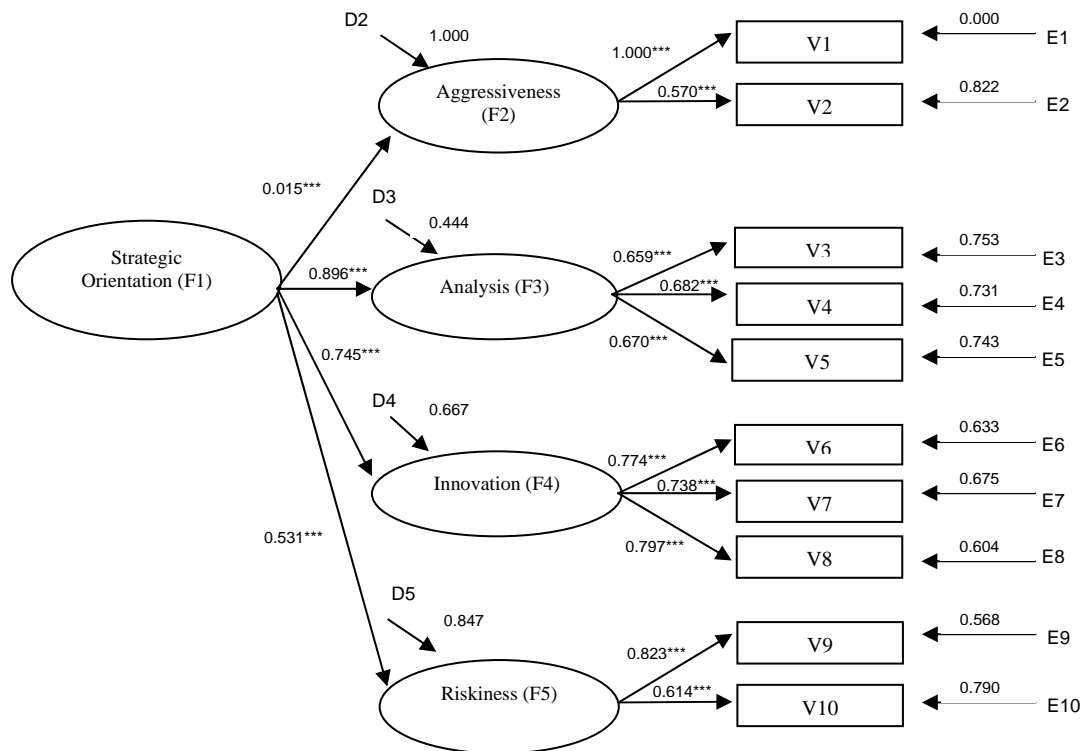 D2
1.000
Aggressiveness
(F2)
1.000***
0.570***
V1
0.000
E1
V2
0.822
E2
0.015***
Strategic
Orientation (F1)
0.896***
0.745***
0.531***
D3
0.444
Analysis (F3)
0.659***
0.682***
0.670***
V3
0.753
E3
V4
0.731
E4
V5
0.743
E5
D4
0.667
Innovation (F4)
0.774***
0.738***
0.797***
V6
0.633
E6
V7
0.675
E7
V8
0.604
E8
D5
0.847
Riskiness (F5)
0.823***
0.614***
V9
0.568
E9
V10
0.790
E10